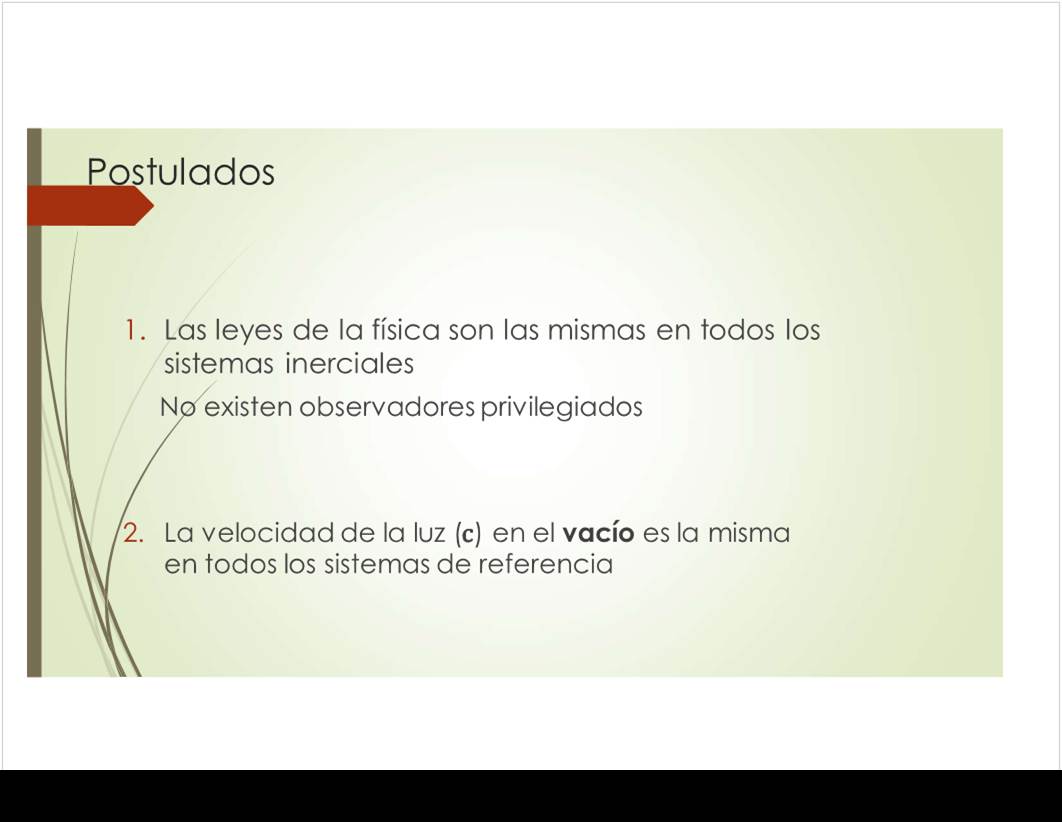 Postulados
1. Las leyes de la física son las mismas en todos los
sistemas inerciales
No existen observadores privilegiados
2. La velocidad de la luz (c) en el vacío es la misma
en todos los sistemas de referencia